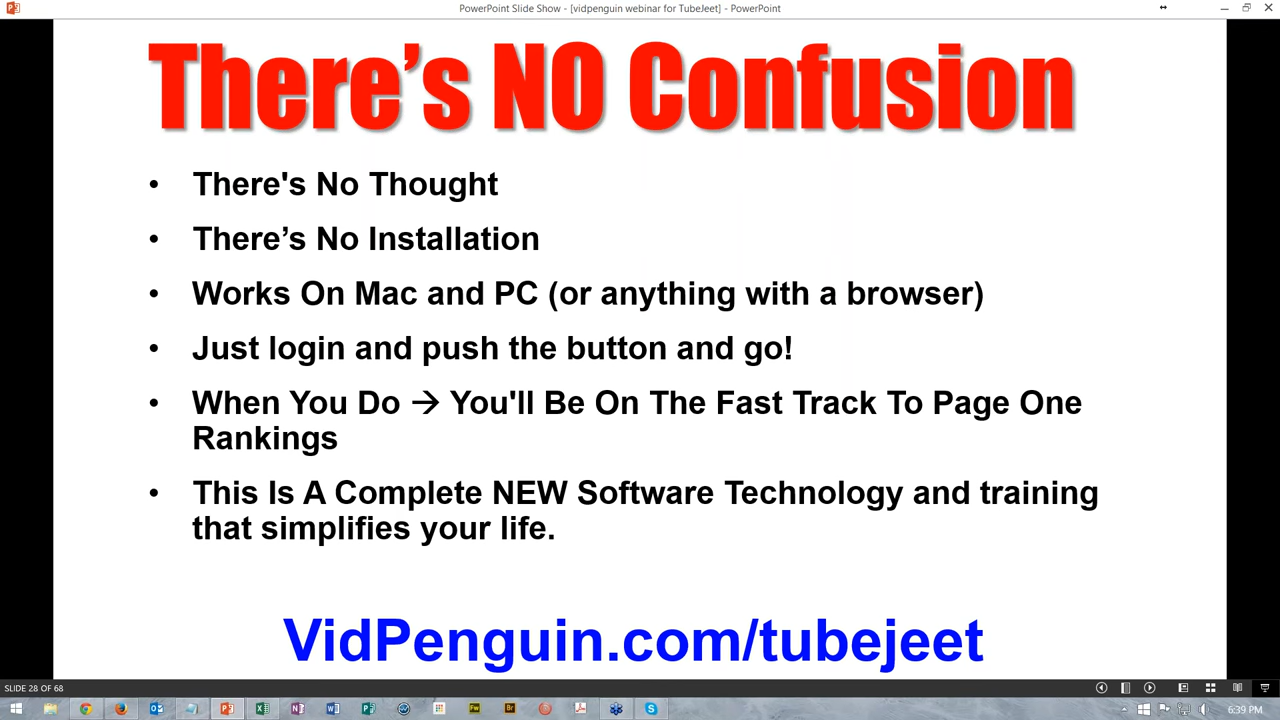 PowerPoint Slide Show - [vidpenguin webinar for TubeJeet] - PowerPoint
There’s NO Confusion
• There's No Thought
• There’s No Installation
• Works On Mac and PC (or anything with a browser)
• Just login and push the button and go!
• When You Do → You'll Be On The Fast Track To Page One
Rankings
• This Is A Complete NEW Software Technology and training
that simplifies your life.
VidPenguin.com/tubejeet
SLIDE 28 OF 68
6:39 PM